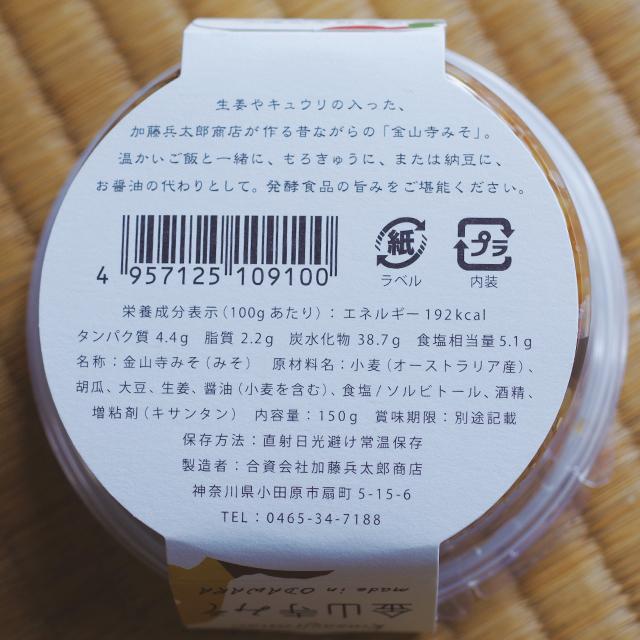 生姜やキュウリの入った、
加藤兵太郎商店が作る昔ながらの「金山寺みそ」。
温かいご飯と一緒に、もろきゅうに、または納豆に、
お醤油の代わりとして。発酵食品の旨みをご堪能ください。
4 957125 109100
紙 プラ
ラベル 内装
栄養成分表示(100gあたり):エネルギー192kcal
タンパク質 4.4g 脂質 2.2g 炭水化物 38.7g 食塩相当量 5.1g
名称:金山寺みそ(みそ) 原材料名:小麦(オーストラリア産)、
胡瓜、大豆、生姜、醤油(小麦を含む)、食塩/ソルビトール、酒精、
増粘剤(キサンタン) 内容量:150g 賞味期限:別途記載
保存方法:直射日光避け常温保存
製造者:合資会社加藤兵太郎商店
神奈川県小田原市扇町 5-15-6
TEL:0465-34-7188
made in ODAWARA
金山寺みそ